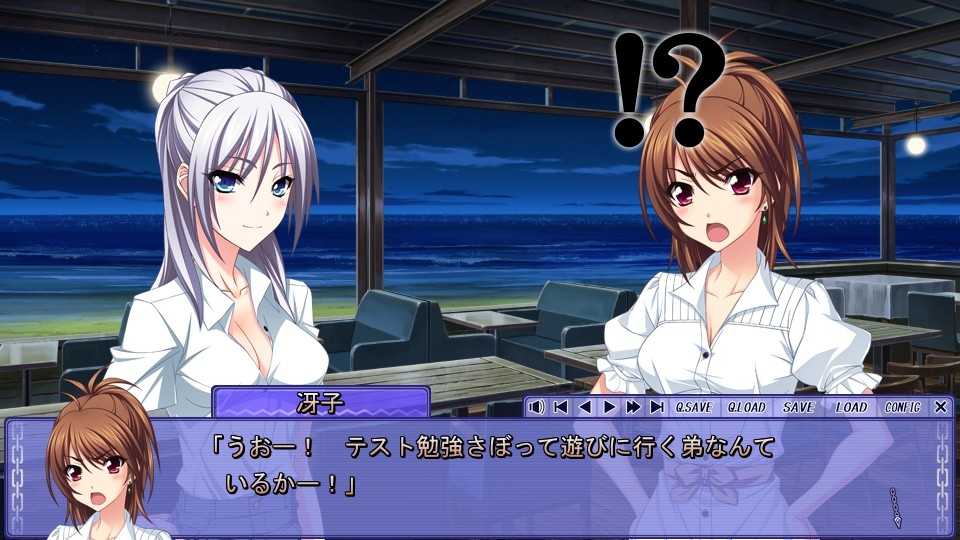 !?
冴子
Q.SAVE Q.LOAD SAVE LOAD CONFIG
「うおー！　テスト勉強さぼって遊びに行く弟なんて
いるかー！」